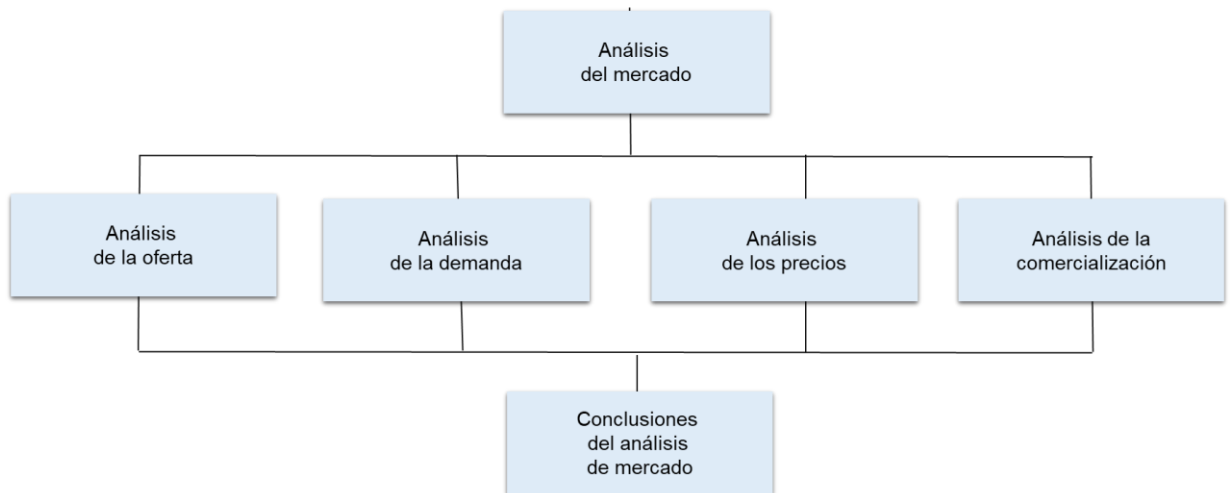 Análisis
del mercado
Análisis
de la oferta
Análisis
de la demanda
Análisis
de los precios
Análisis de la
comercialización
Conclusiones
del análisis
de mercado